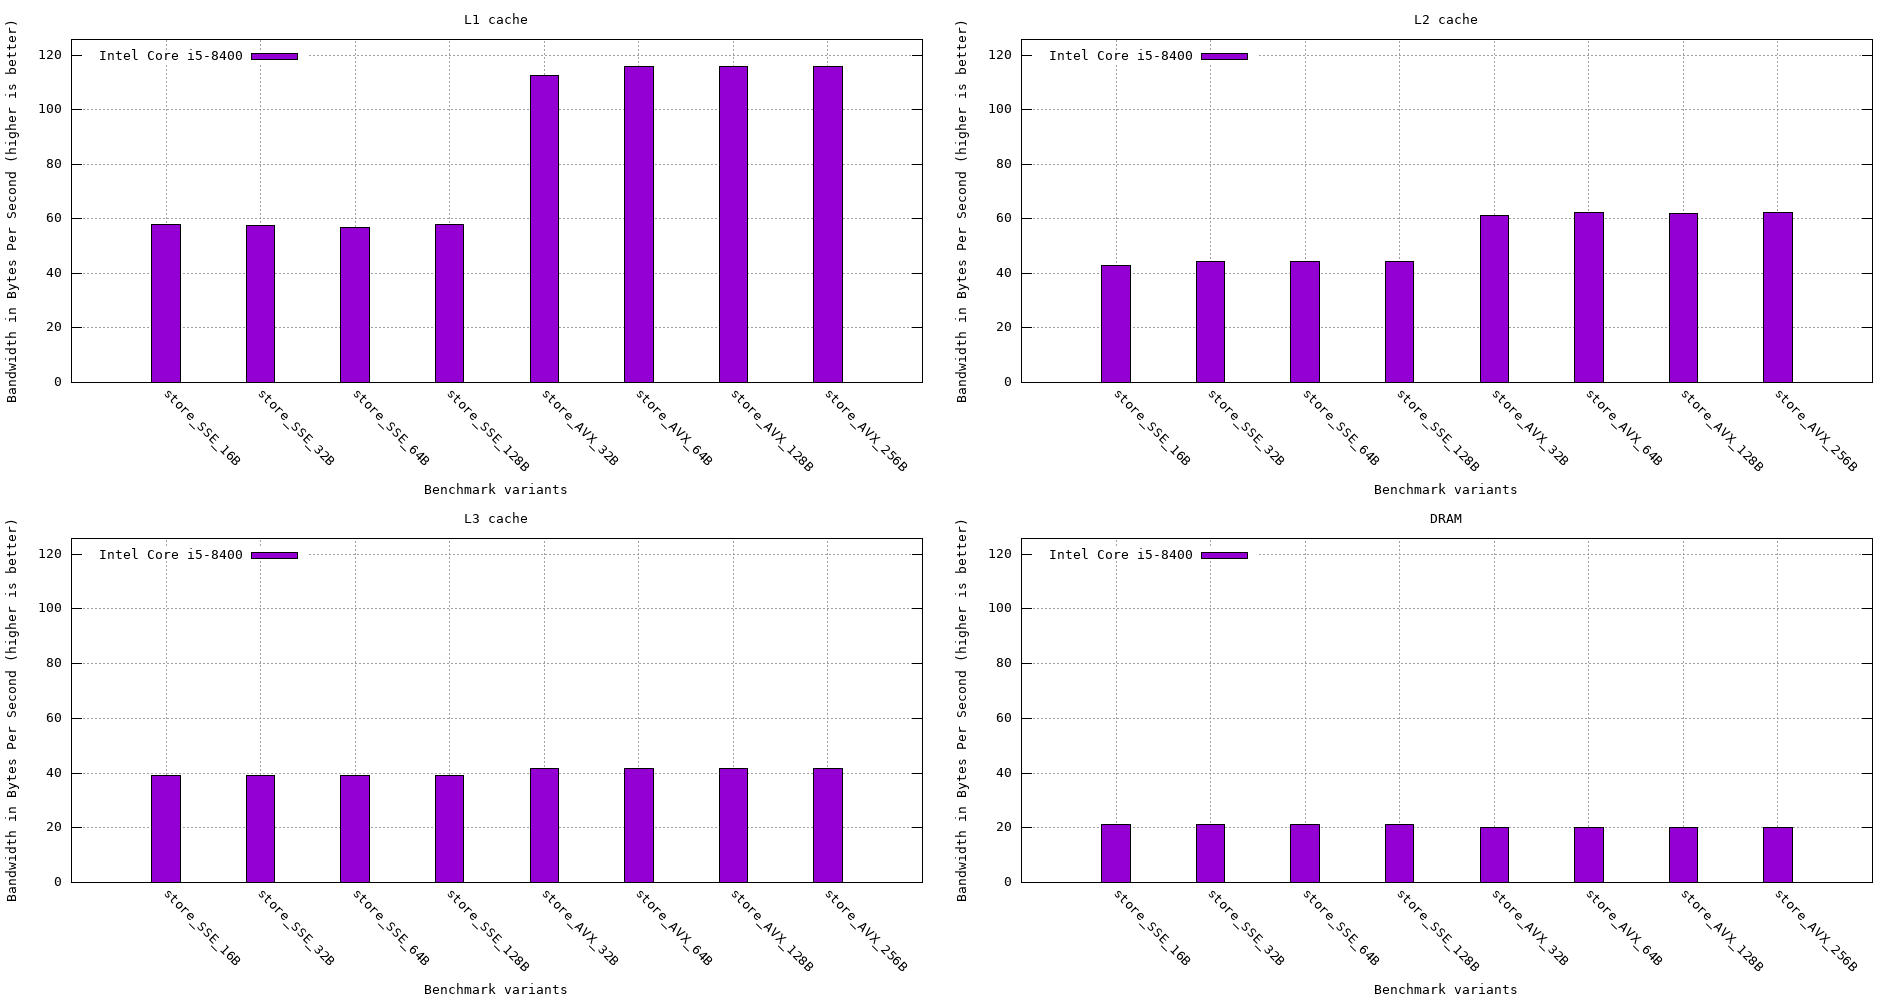 L1 cache
Bandwidth in Bytes Per Second (higher is better)
Intel Core i5-8400
120
100
80
60
40
20
0
store_SSE_16B
store_SSE_32B
store_SSE_64B
store_SSE_128B
store_AVX_32B
store_AVX_64B
store_AVX_128B
store_AVX_256B
Benchmark variants
L2 cache
Bandwidth in Bytes Per Second (higher is better)
Intel Core i5-8400
120
100
80
60
40
20
0
store_SSE_16B
store_SSE_32B
store_SSE_64B
store_SSE_128B
store_AVX_32B
store_AVX_64B
store_AVX_128B
store_AVX_256B
Benchmark variants
L3 cache
Bandwidth in Bytes Per Second (higher is better)
Intel Core i5-8400
120
100
80
60
40
20
0
store_SSE_16B
store_SSE_32B
store_SSE_64B
store_SSE_128B
store_AVX_32B
store_AVX_64B
store_AVX_128B
store_AVX_256B
Benchmark variants
DRAM
Bandwidth in Bytes Per Second (higher is better)
Intel Core i5-8400
120
100
80
60
40
20
0
store_SSE_16B
store_SSE_32B
store_SSE_64B
store_SSE_128B
store_AVX_32B
store_AVX_64B
store_AVX_128B
store_AVX_256B
Benchmark variants